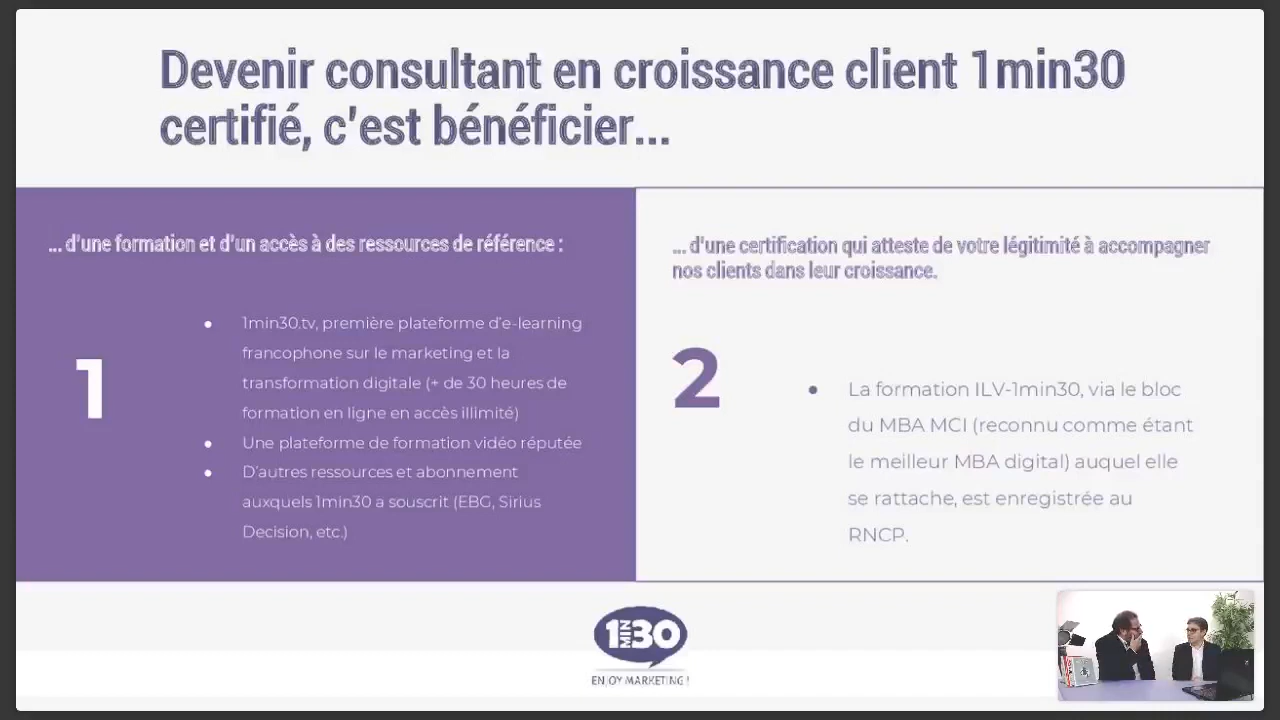 Devenir consultant en croissance client 1min30
certifié, c'est bénéficier...
... d'une formation et d'un accès à des ressources de référence :
1
● 1min30.tv, première plateforme d'e-learning
francophone sur le marketing et la
transformation digitale (+ de 30 heures de
formation en ligne en accès illimité)
● Une plateforme de formation vidéo réputée
● D'autres ressources et abonnement
auxquels 1min30 a souscrit (EBG, Sirius
Decision, etc.)
... d'une certification qui atteste de votre légitimité à accompagner
nos clients dans leur croissance.
2
● La formation ILV-1min30, via le bloc
du MBA MCI (reconnu comme étant
le meilleur MBA digital) auquel elle
se rattache, est enregistrée au
RNCP.
1MIN30
ENJOY MARKETING !